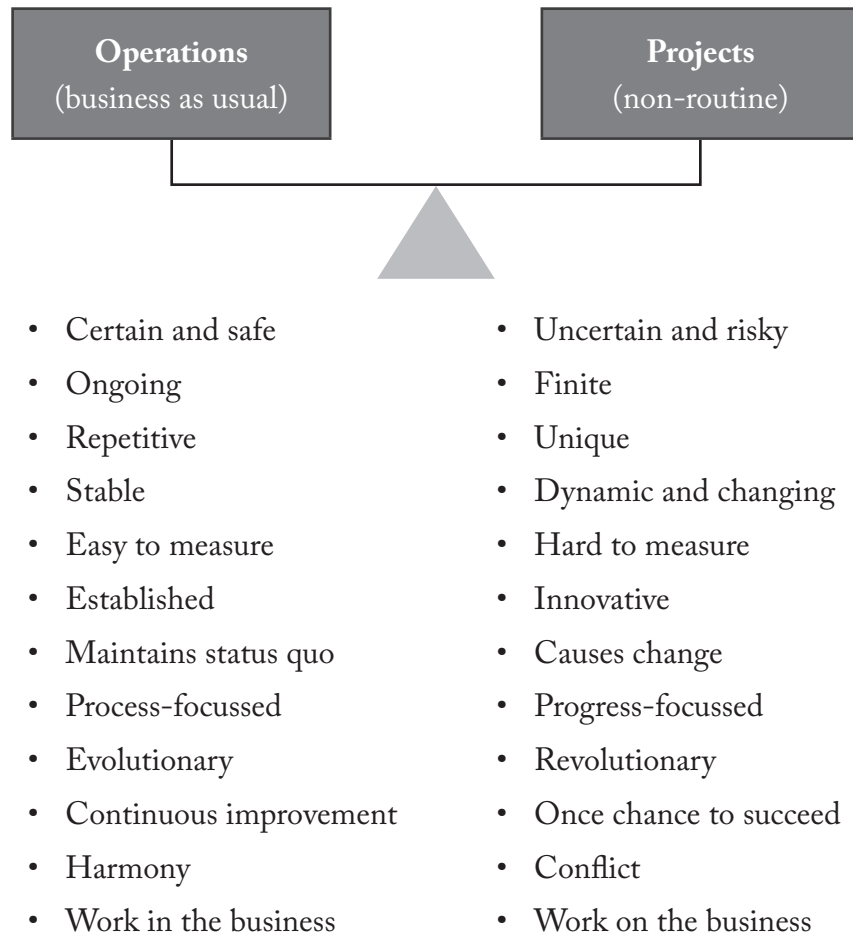 Operations
(business as usual)
Projects
(non-routine)
• Certain and safe
• Ongoing
• Repetitive
• Stable
• Easy to measure
• Established
• Maintains status quo
• Process-focussed
• Evolutionary
• Continuous improvement
• Harmony
• Work in the business
• Uncertain and risky
• Finite
• Unique
• Dynamic and changing
• Hard to measure
• Innovative
• Causes change
• Progress-focussed
• Revolutionary
• Once chance to succeed
• Conflict
• Work on the business